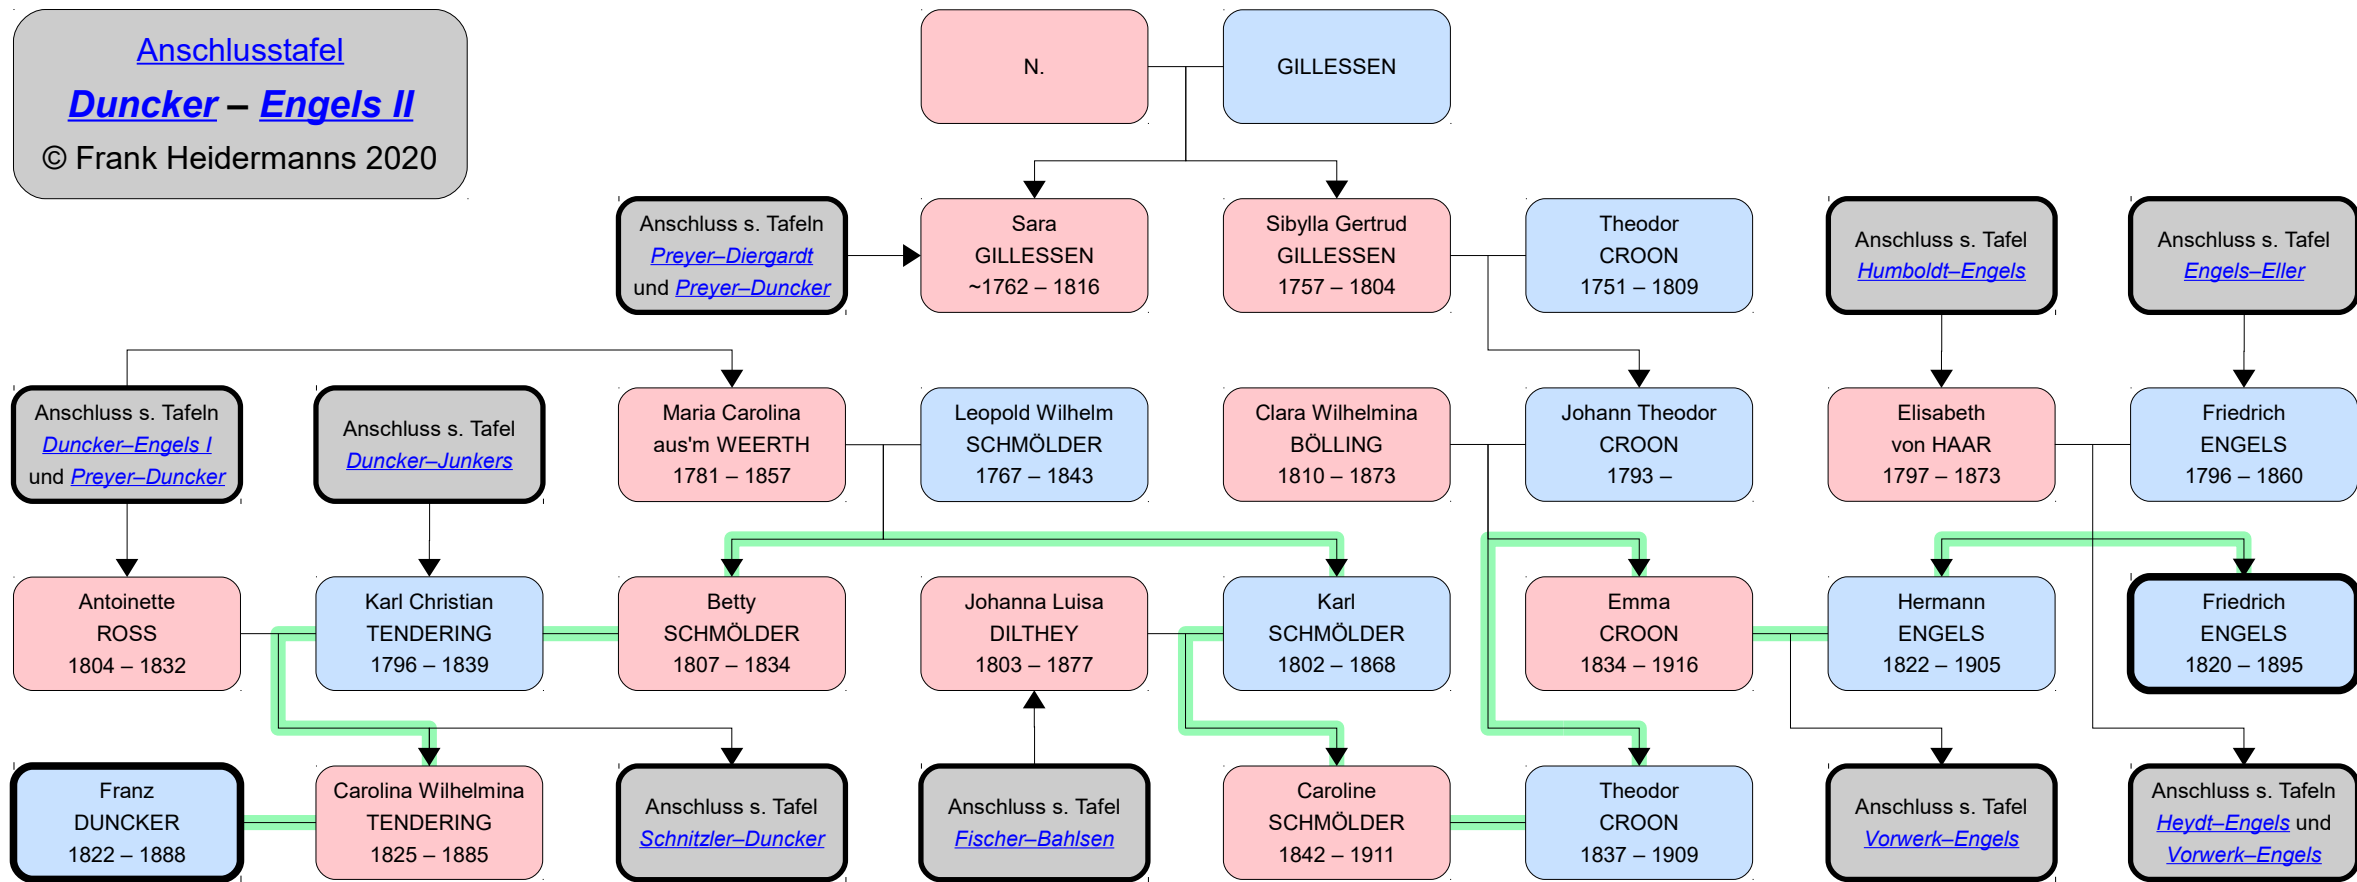 Anschlusstafel
Duncker – Engels II
© Frank Heidermanns 2020
N.
GILLESSEN
Anschluss s. Tafeln
Preyer–Diergardt
und Preyer–Duncker
Sara
GILLESSEN
~1762 – 1816
Sibylla Gertrud
GILLESSEN
1757 – 1804
Theodor
CROON
1751 – 1809
Anschluss s. Tafel
Humboldt–Engels
Anschluss s. Tafel
Engels–Eller
Anschluss s. Tafeln
Duncker–Engels I
und Preyer–Duncker
Anschluss s. Tafel
Duncker–Junkers
Maria Carolina
aus'm WEERTH
1781 – 1857
Leopold Wilhelm
SCHMÖLDER
1767 – 1843
Clara Wilhelmina
BÖLLING
1810 – 1873
Johann Theodor
CROON
1793 –
Elisabeth
von HAAR
1797 – 1873
Friedrich
ENGELS
1796 – 1860
Antoinette
ROSS
1804 – 1832
Karl Christian
TENDERING
1796 – 1839
Betty
SCHMÖLDER
1807 – 1834
Johanna Luisa
DILTHEY
1803 – 1877
Karl
SCHMÖLDER
1802 – 1868
Emma
CROON
1834 – 1916
Hermann
ENGELS
1822 – 1905
Friedrich
ENGELS
1820 – 1895
Franz
DUNCKER
1822 – 1888
Carolina Wilhelmina
TENDERING
1825 – 1885
Anschluss s. Tafel
Schnitzler–Duncker
Anschluss s. Tafel
Fischer–Bahlsen
Caroline
SCHMÖLDER
1842 – 1911
Theodor
CROON
1837 – 1909
Anschluss s. Tafel
Vorwerk–Engels
Anschluss s. Tafeln
Heydt–Engels und
Vorwerk–Engels